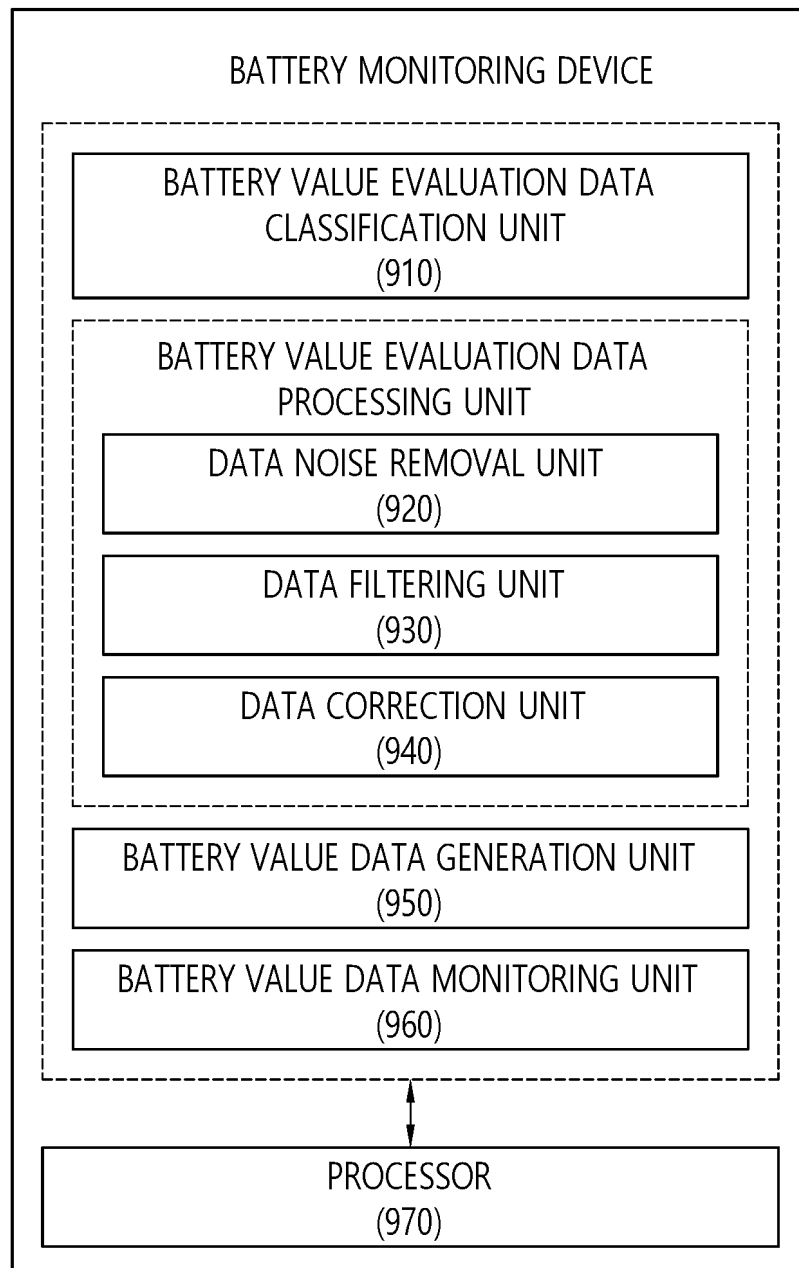 BATTERY MONITORING DEVICE
BATTERY VALUE EVALUATION DATA
CLASSIFICATION UNIT
(910)
BATTERY VALUE EVALUATION DATA
PROCESSING UNIT
DATA NOISE REMOVAL UNIT
(920)
DATA FILTERING UNIT
(930)
DATA CORRECTION UNIT
(940)
BATTERY VALUE DATA GENERATION UNIT
(950)
BATTERY VALUE DATA MONITORING UNIT
(960)
PROCESSOR
(970)